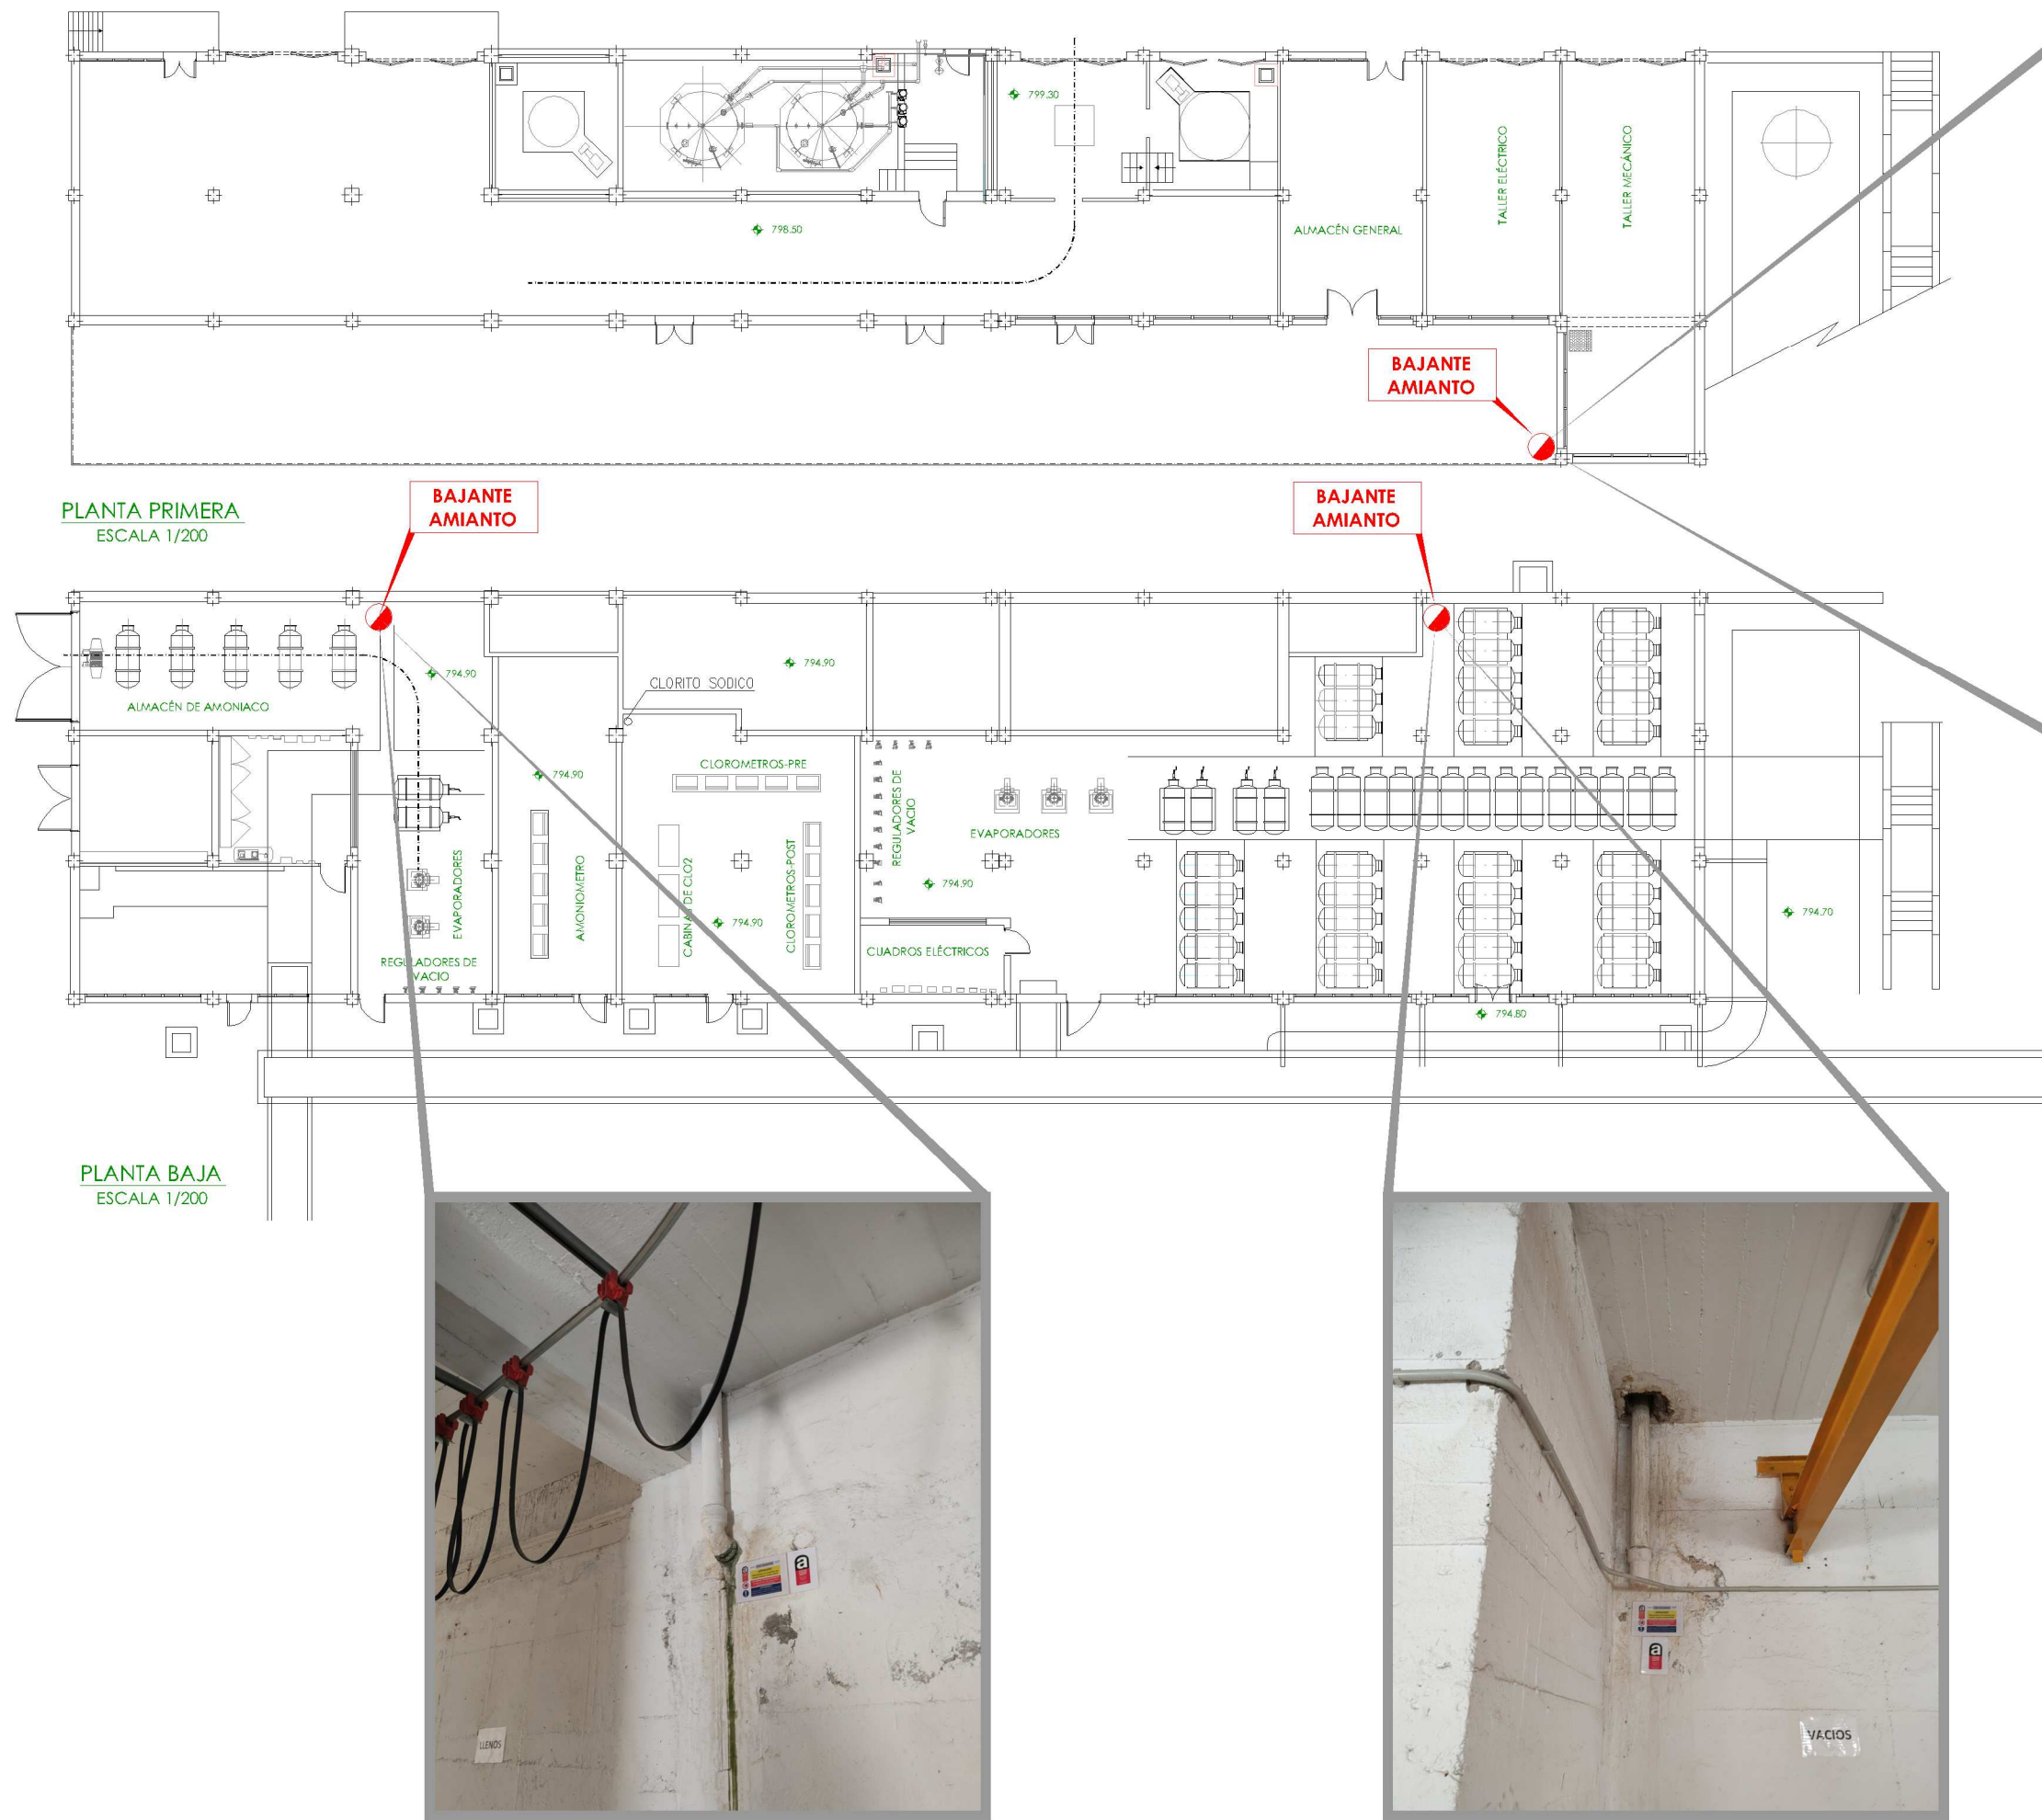 799.30
798.50
ALMACÉN GENERAL
TALLER ELÉCTRICO
TALLER MECÁNICO
BAJANTE
AMIANTO
PLANTA PRIMERA
ESCALA 1/200
BAJANTE
AMIANTO
BAJANTE
AMIANTO
794.90
794.90
CLORITO SODICO
ALMACÉN DE AMONIACO
794.90
CLOROMETROS-PRE
REGULADORES DE
VACIO
EVAPORADORES
EVAPORADORES
AMONIOMETRO
CLOROMETROS-POST
794.90
794.90
794.70
CUADROS ELÉCTRICOS
REGULADORES DE
VACIO
794.80
PLANTA BAJA
ESCALA 1/200
a
a
LLENOS
VACIOS